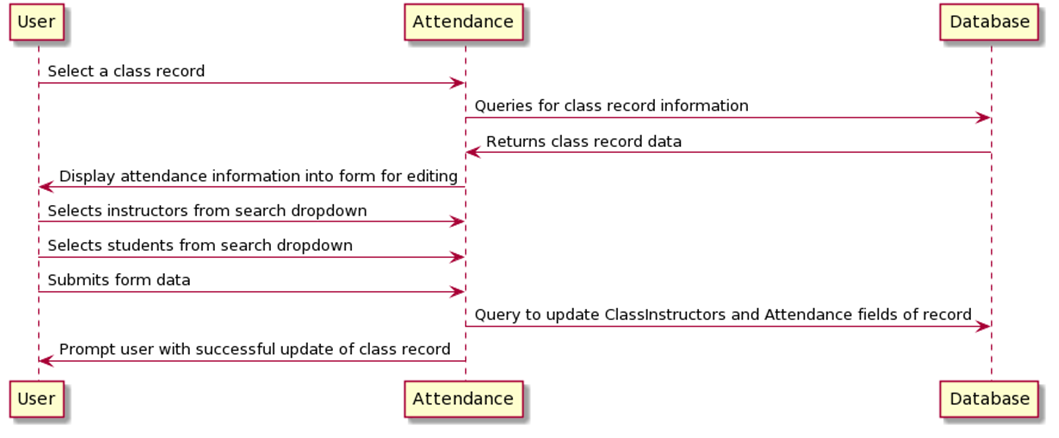 User
Attendance
Database
Select a class record
Queries for class record information
Returns class record data
Display attendance information into form for editing
Selects instructors from search dropdown
Selects students from search dropdown
Submits form data
Query to update ClassInstructors and Attendance fields of record
Prompt user with successful update of class record
User
Attendance
Database